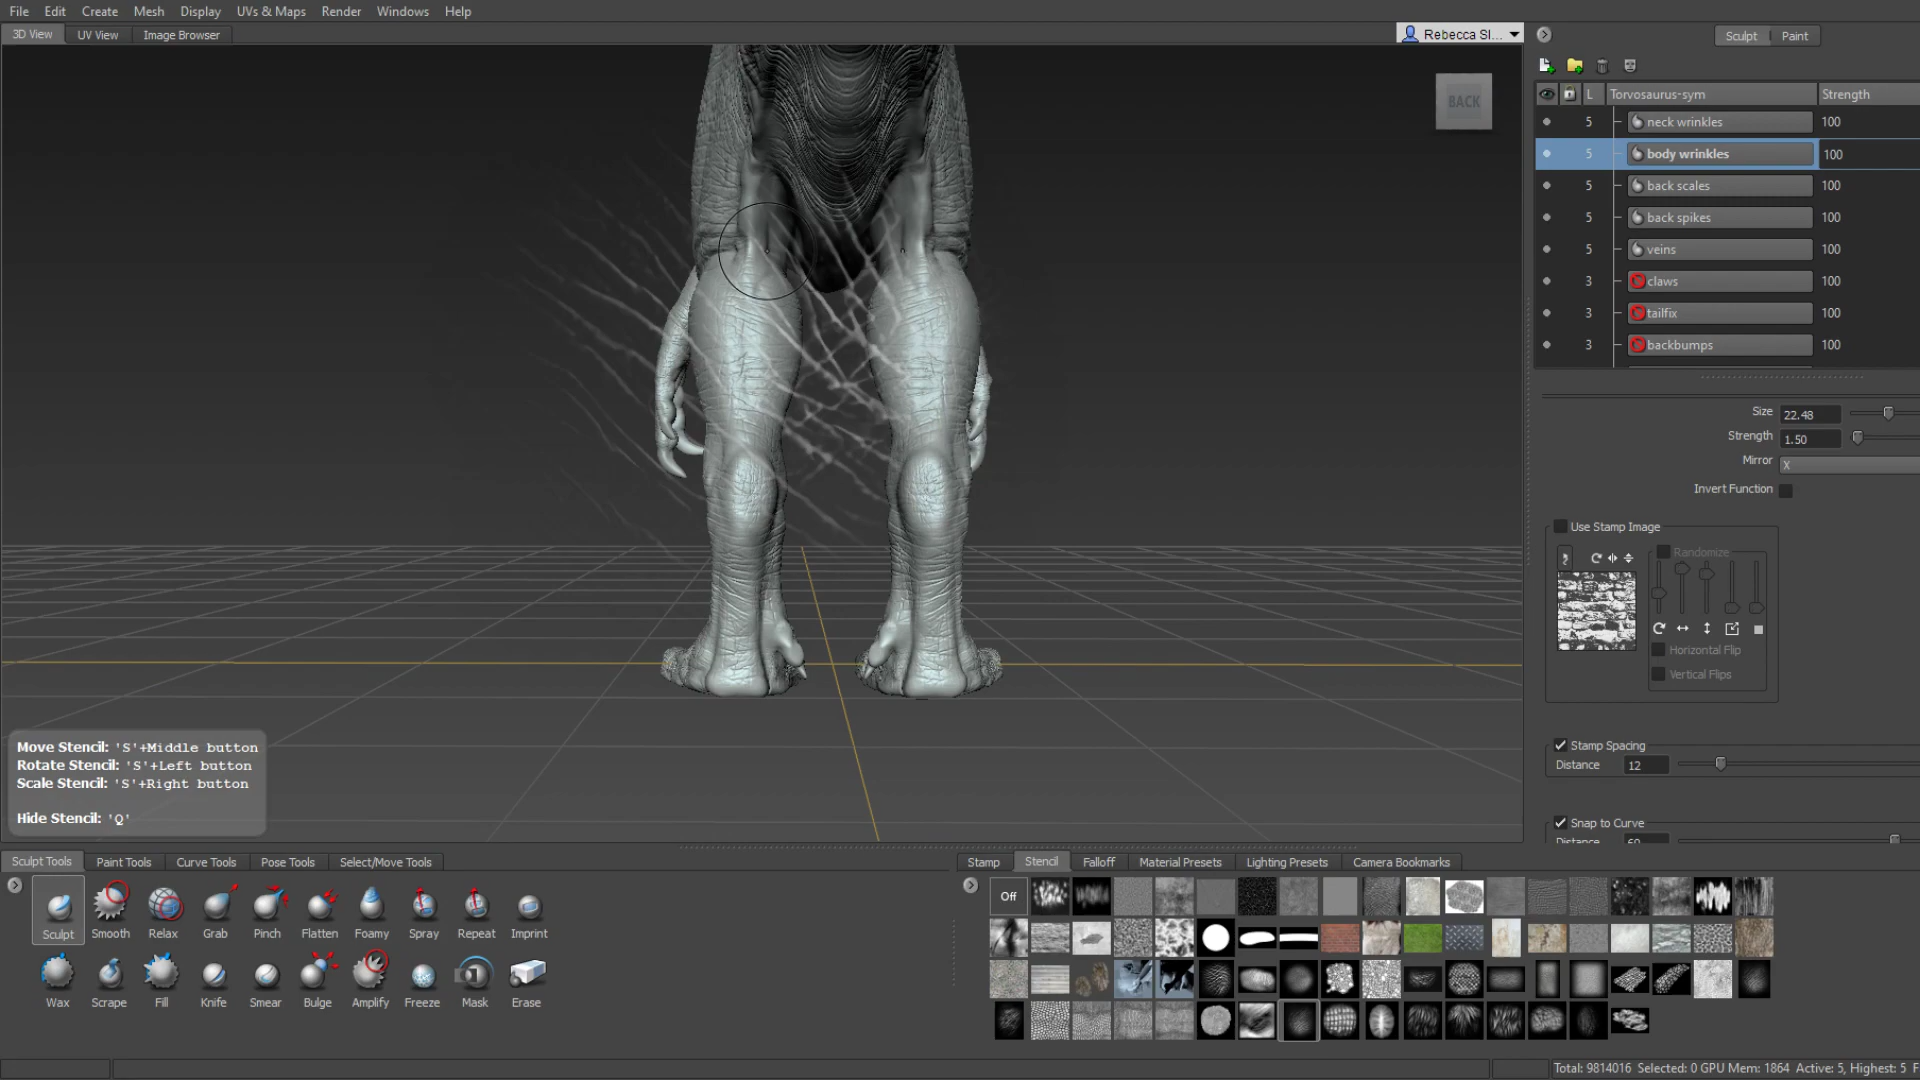 File Edit Create Mesh Display Sculpt UVs & Maps Render Windows Help
3D View UV View Image Browser
Rebecca Sl...
BACK
Sculpt Paint
L Torvosaurus-sym Strength
5 neck wrinkles 100
5 body wrinkles 100
5 back scales 100
5 back spikes 100
5 veins 100
3 claws 100
3 tailfix 100
3 backbumps 100
Size 22.48
Strength 1.50
Mirror X
Invert Function
Use Stamp Image
Randomize
Horizontal Flip
Vertical Flips
Stamp Spacing
Distance 12
Snap to Curve
Distance 60
Move Stencil: 'S'+Middle button
Rotate Stencil: 'S'+Left button
Scale Stencil: 'S'+Right button
Hide Stencil: 'Q'
Sculpt Tools Paint Tools Curve Tools Pose Tools Select/Move Tools
Sculpt Smooth Relax Grab Pinch Flatten Foamy Spray Repeat Imprint
Wax Scrape Fill Knife Smear Bulge Amplify Freeze Mask Erase
Stamp Stencil Falloff Material Presets Lighting Presets Camera Bookmarks
Off
Total: 9814016 Selected: 0 GPU Mem: 1864 Active: 5, Highest: 5 F